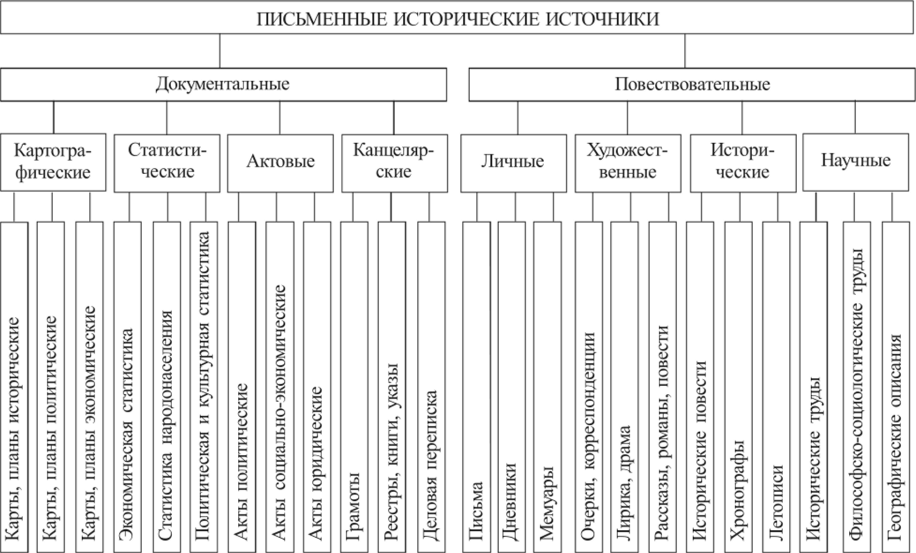 ПИСЬМЕННЫЕ ИСТОРИЧЕСКИЕ ИСТОЧНИКИ
Документальные
Повествовательные
Картогра-
фические
Статисти-
ческие
Актовые
Канцеляр-
ские
Личные
Художест-
венные
Истори-
ческие
Научные
Карты, планы исторические
Карты, планы политические
Карты, планы экономические
Экономическая статистика
Статистика народонаселения
Политическая и культурная статистика
Акты политические
Акты социально-экономические
Акты юридические
Грамоты
Реестры, книги, указы
Деловая переписка
Письма
Дневники
Мемуары
Очерки, корреспонденции
Лирика, драма
Рассказы, романы, повести
Исторические повести
Хронографы
Летописи
Исторические труды
Философско-социологические труды
Географические описания